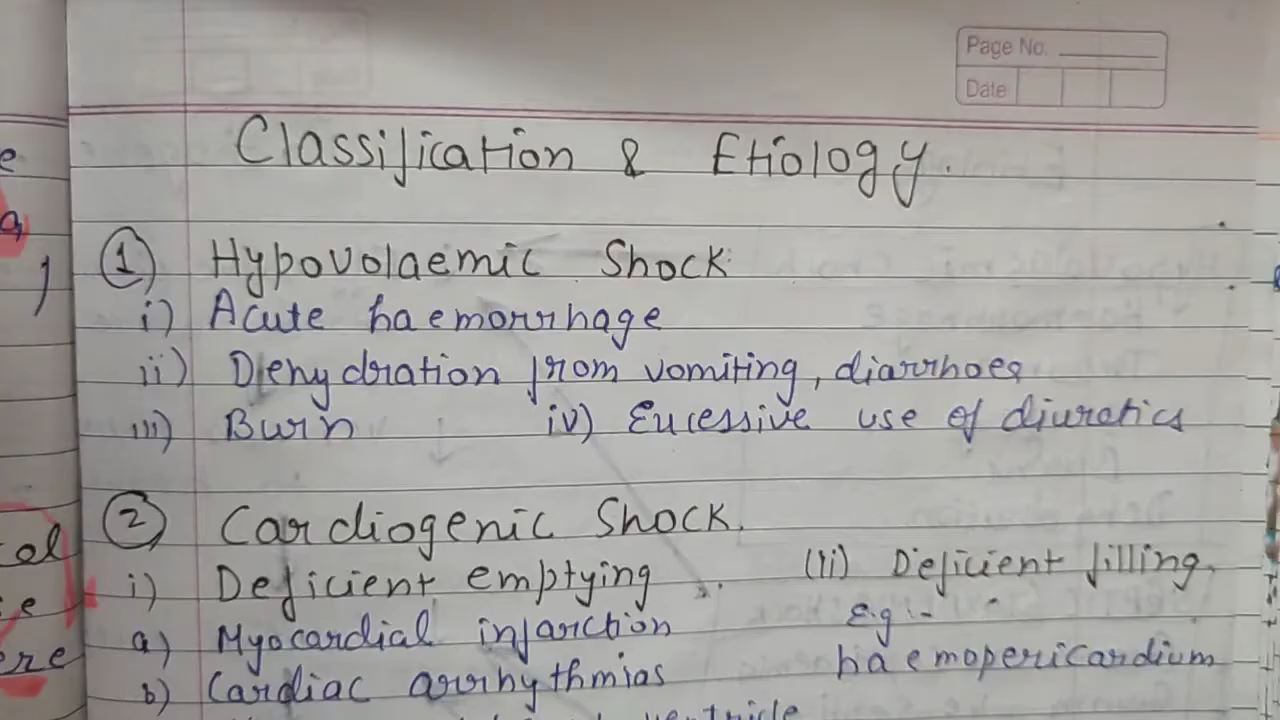 Page No.
Date
Classification & Etiology.
① Hypovolaemic Shock
i) Acute haemorrhage
ii) Dehydration from vomiting, diarrhoea
iii) Burn iv) Excessive use of diuretics
② Cardiogenic Shock.
i) Deficient emptying
a) Myocardial infarction
b) Cardiac arrhythmias
(ii) Deficient filling.
E.g :-
haemopericardium
ventricle